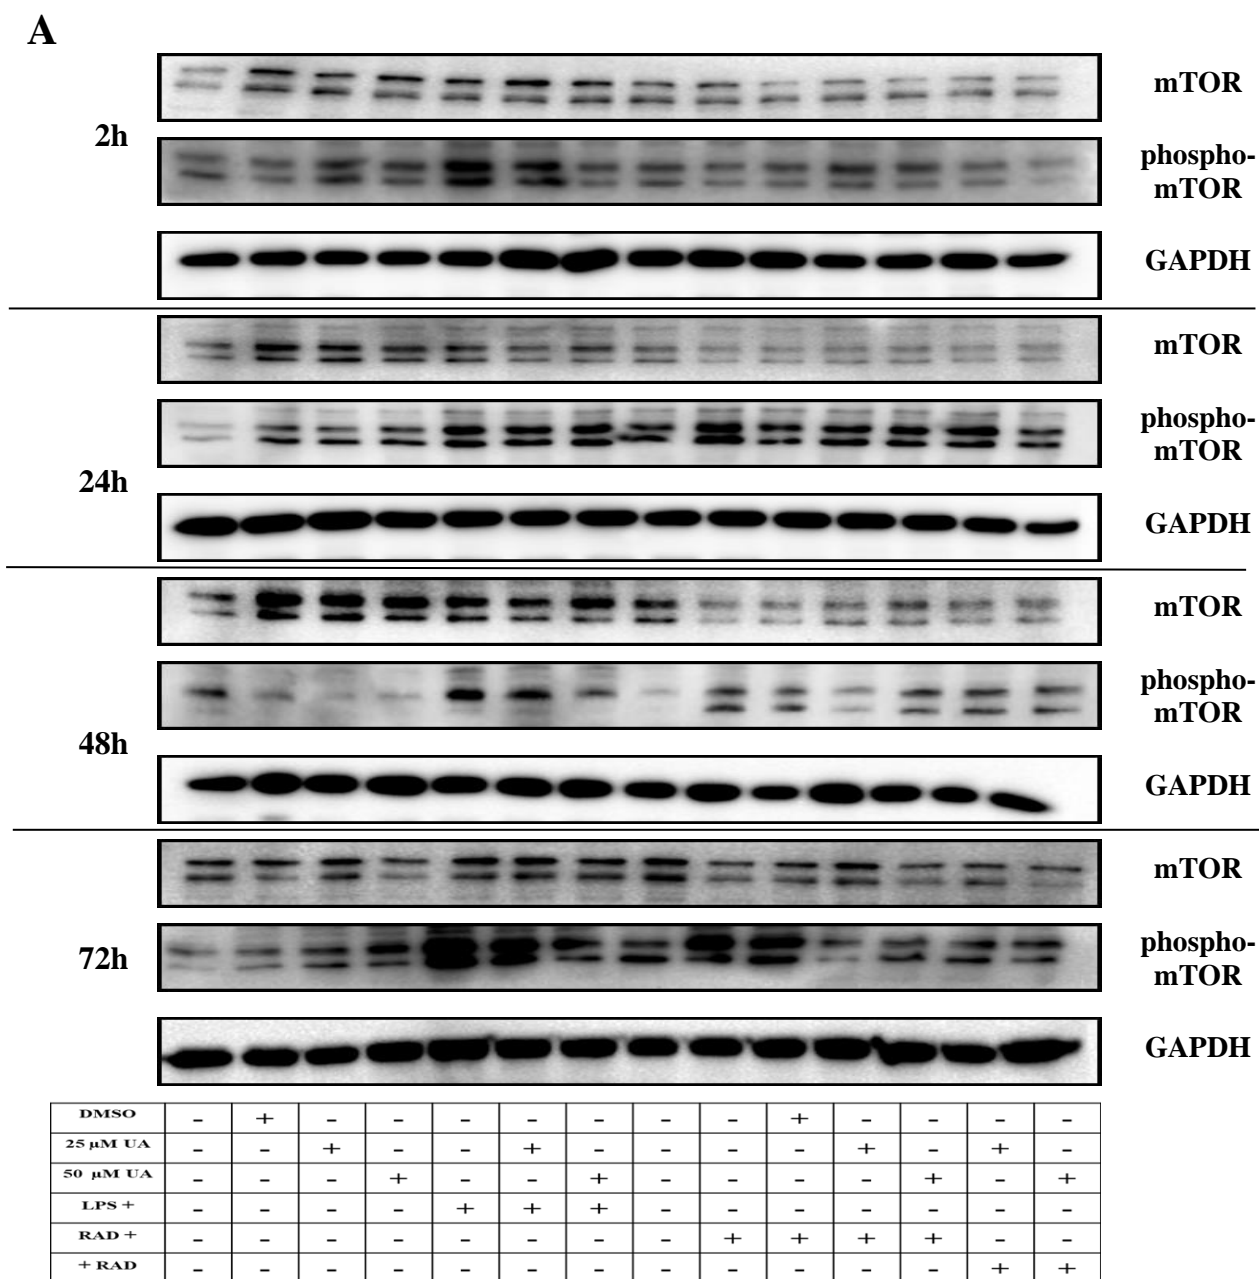 A
mTOR
2h
phospho-
mTOR
GAPDH
mTOR
phospho-
mTOR
24h
GAPDH
mTOR
phospho-
mTOR
48h
GAPDH
mTOR
phospho-
mTOR
72h
GAPDH
DMSO - + - - - - - - - + - - - -
25 µM UA - - + - - + - - - - + - + -
50 µM UA - - - + - - + - - - - + - +
LPS + - - - - + + + - - - - - - -
RAD + - - - - - - - - + + + + - -
+ RAD - - - - - - - - - - - - + +